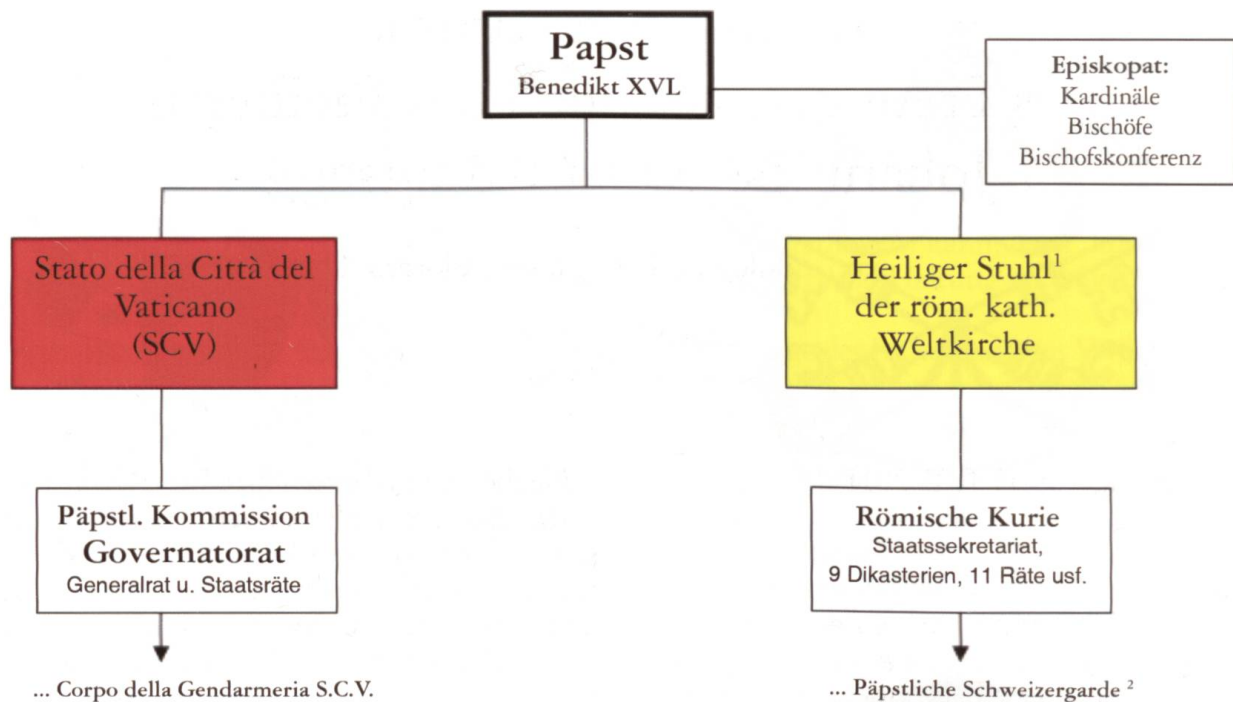 Papst
Benedikt XVL
Episkopat:
Kardinäle
Bischöfe
Bischofskonferenz
Stato della Città del
Vaticano
(SCV)
Heiliger Stuhl¹
der röm. kath.
Weltkirche
Päpstl. Kommission
Governatorat
Generalrat u. Staatsräte
Römische Kurie
Staatssekretariat,
9 Dikasterien, 11 Räte usf.
... Corpo della Gendarmeria S.C.V.
... Päpstliche Schweizergarde ²